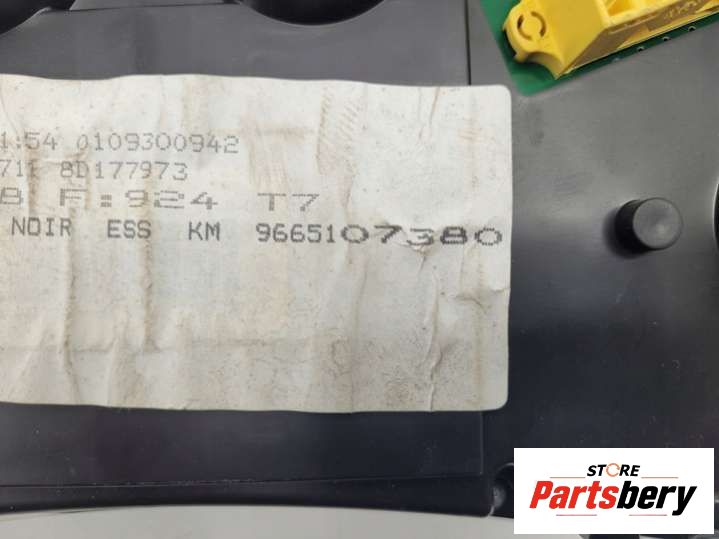 1:54 0109300942
711 8D177973
B F:924 T7
NOIR ESS KM 9665107380
STORE
Partsbery